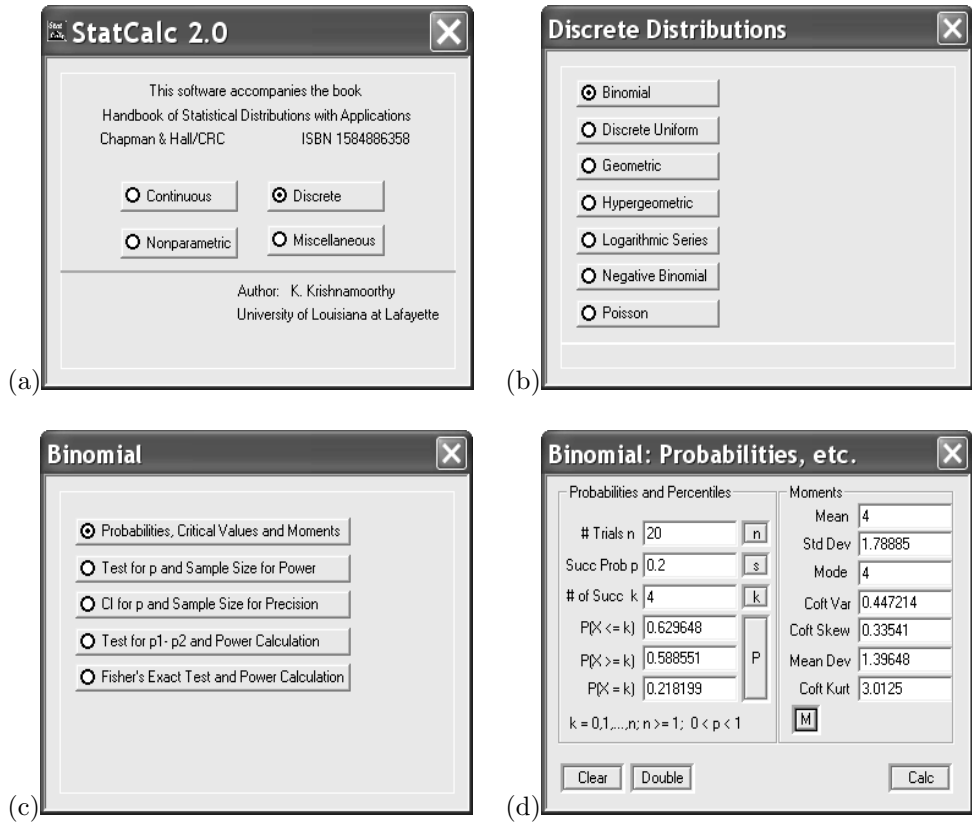 Stat Calc
StatCalc 2.0
This software accompanies the book
Handbook of Statistical Distributions with Applications
Chapman & Hall/CRC ISBN 1584886358
Continuous Discrete
Nonparametric Miscellaneous
Author: K. Krishnamoorthy
University of Louisiana at Lafayette
(a)
Discrete Distributions
Binomial
Discrete Uniform
Geometric
Hypergeometric
Logarithmic Series
Negative Binomial
Poisson
(b)
Binomial
Probabilities, Critical Values and Moments
Test for p and Sample Size for Power
CI for p and Sample Size for Precision
Test for p1- p2 and Power Calculation
Fisher's Exact Test and Power Calculation
(c)
Binomial: Probabilities, etc.
Probabilities and Percentiles
# Trials n 20 n
Succ Prob p 0.2 s
# of Succ k 4 k
P(X <= k) 0.629648
P(X >= k) 0.588551 P
P(X = k) 0.218199
k = 0,1,...,n; n >= 1; 0 < p < 1
Moments
Mean 4
Std Dev 1.78885
Mode 4
Coft Var 0.447214
Coft Skew 0.33541
Mean Dev 1.39648
Coft Kurt 3.0125
M
Clear Double Calc
(d)